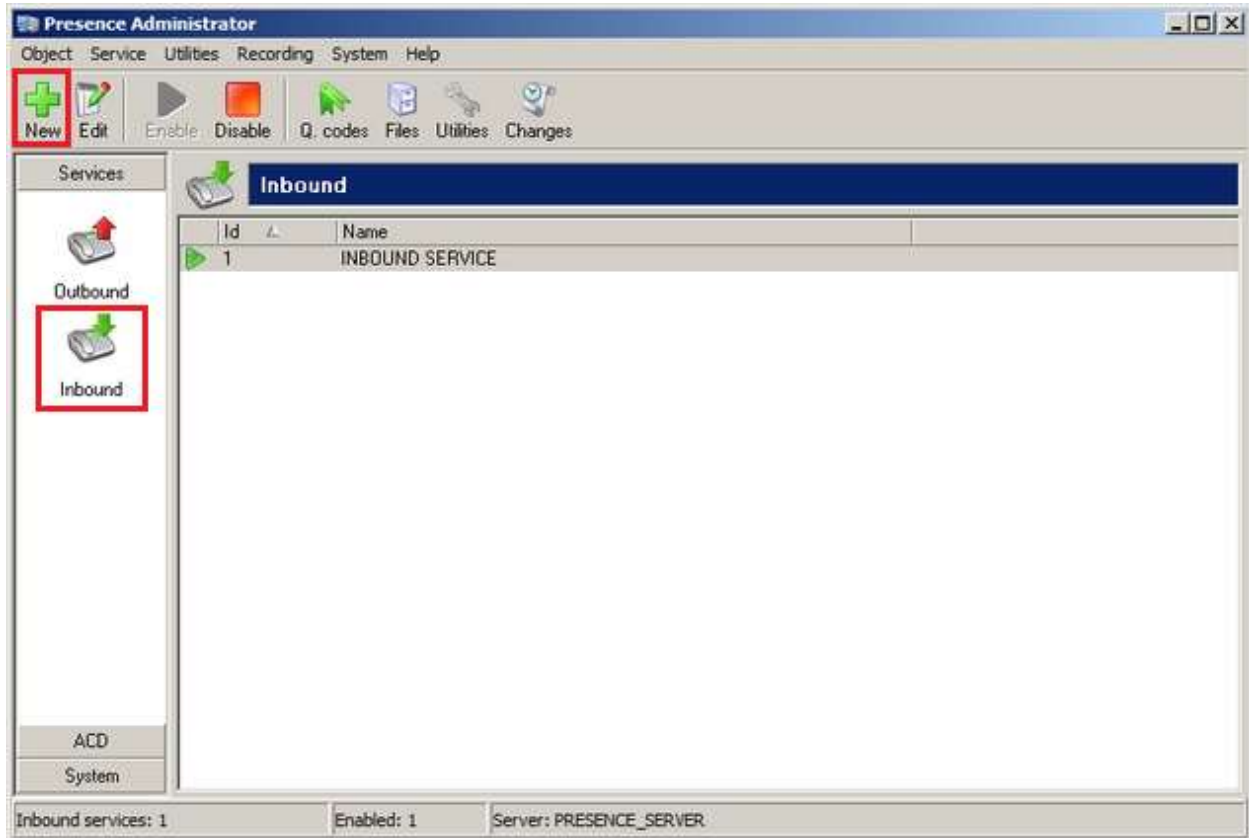 Presence Administrator
Object Service Utilities Recording System Help
New Edit Enable Disable Q. codes Files Utilities Changes
Services
Inbound
Id Name
1 INBOUND SERVICE
Outbound
Inbound
ACD
System
Inbound services: 1 Enabled: 1 Server: PRESENCE_SERVER